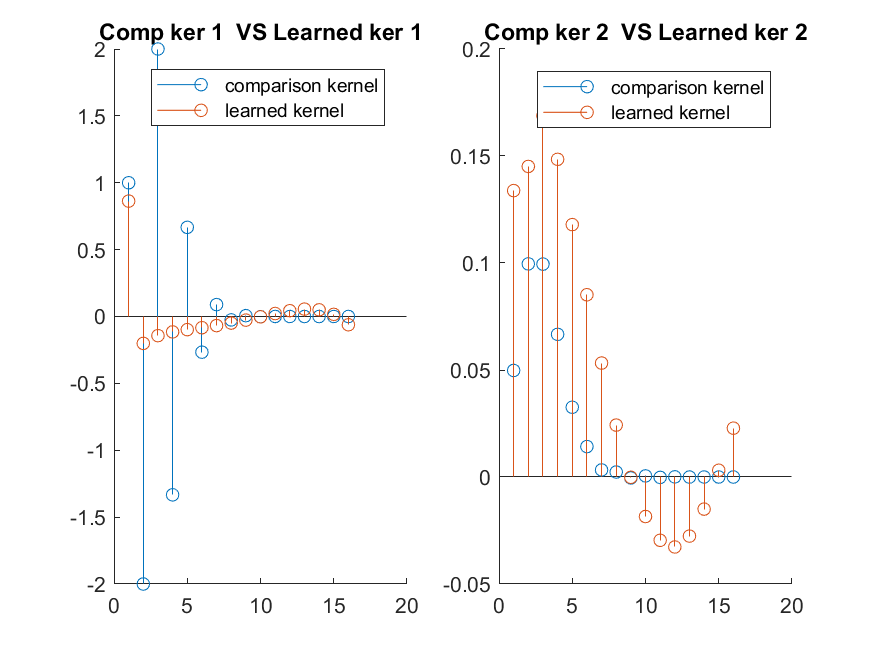 Comp ker 1  VS Learned ker 1
2
1.5
1
0.5
0
-0.5
-1
-1.5
-2
0 5 10 15 20
comparison kernel
learned kernel
Comp ker 2  VS Learned ker 2
0.2
0.15
0.1
0.05
0
-0.05
0 5 10 15 20
comparison kernel
learned kernel